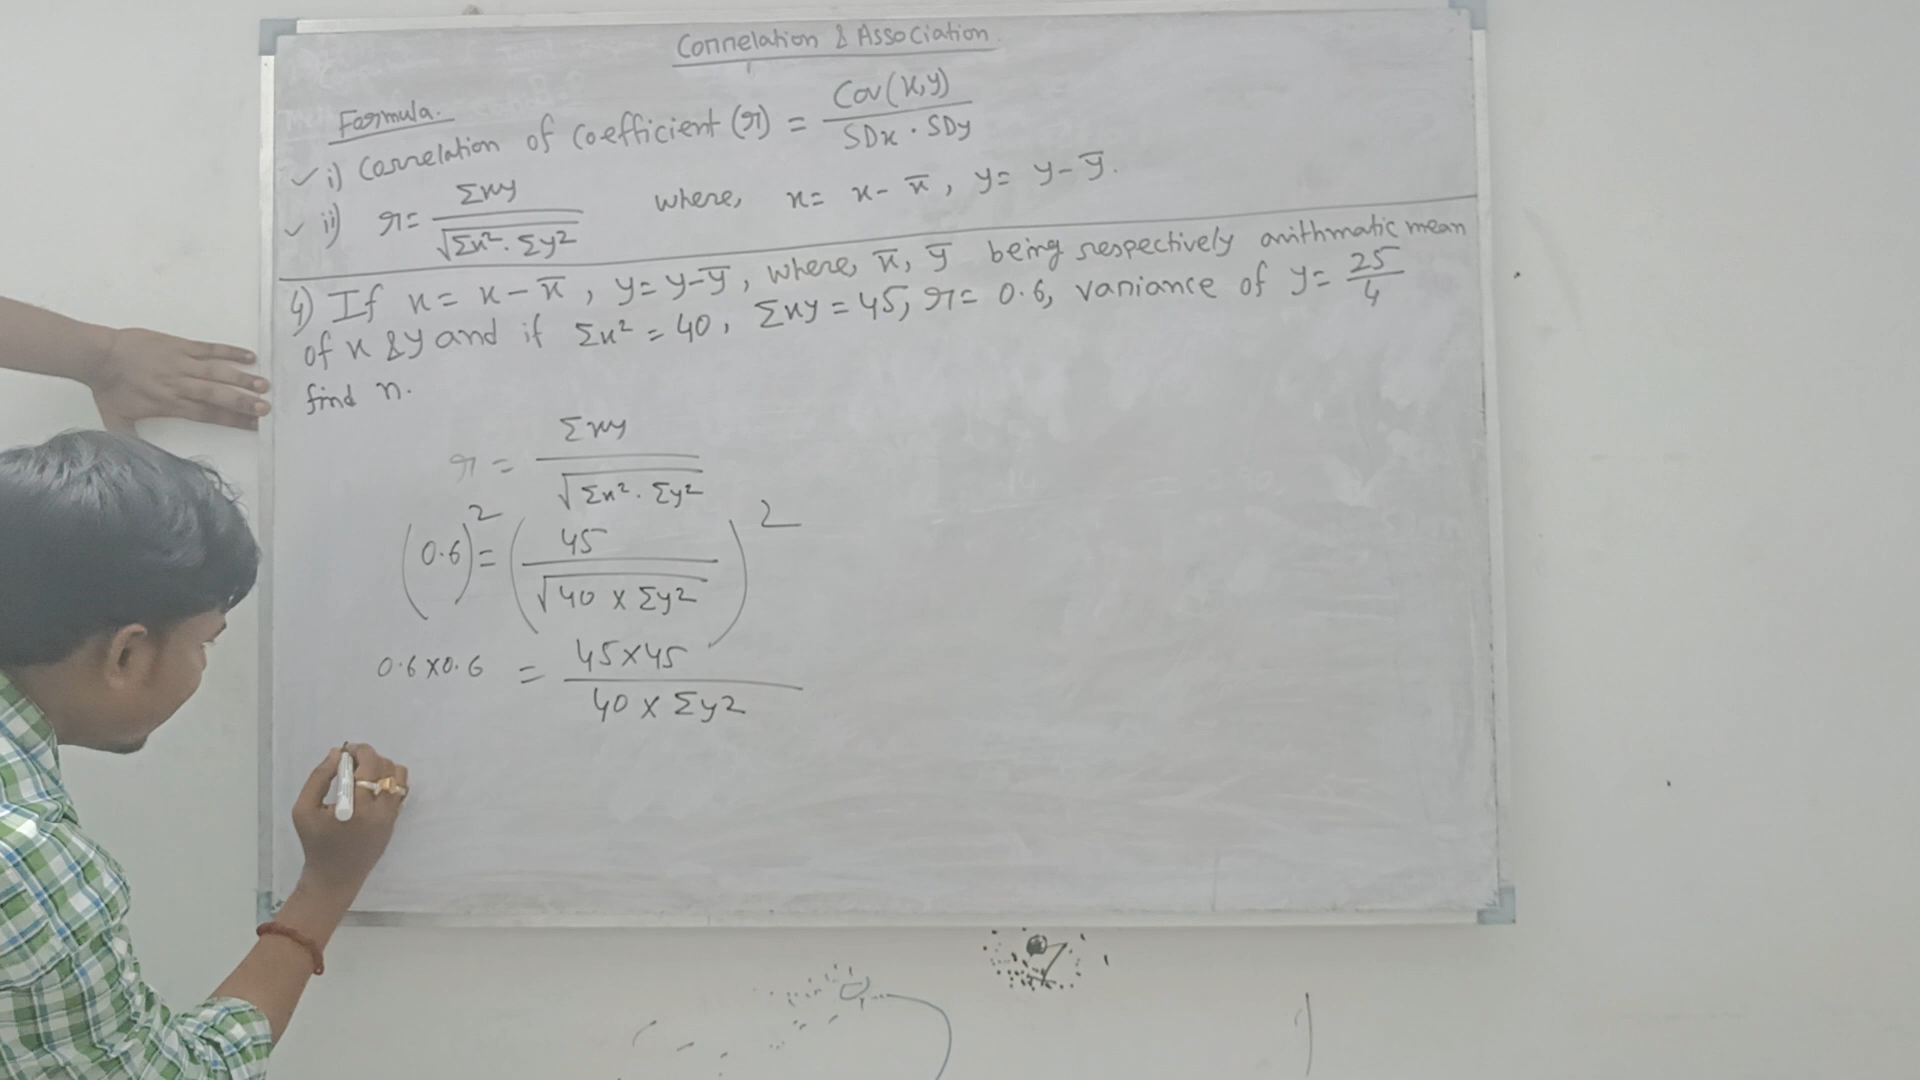 Correlation & Association
Formula.
✓ i) Correlation of Coefficient (r) = Cov(x,y) / SDx · SDy
✓ ii) r = Σxy / √Σx² · Σy² where, x = x - x̅, y = y - y̅.
4) If x = x - x̅, y = y - y̅, where, x̅, y̅ being respectively arithmatic mean
of x & y and if Σx² = 40, Σxy = 45, r = 0.6, variance of y = 25/4
find n.
r = Σxy / √Σx² · Σy²
(0.6)² = (45 / √40 × Σy²)²
0.6 × 0.6 = 45×45 / 40 × Σy²